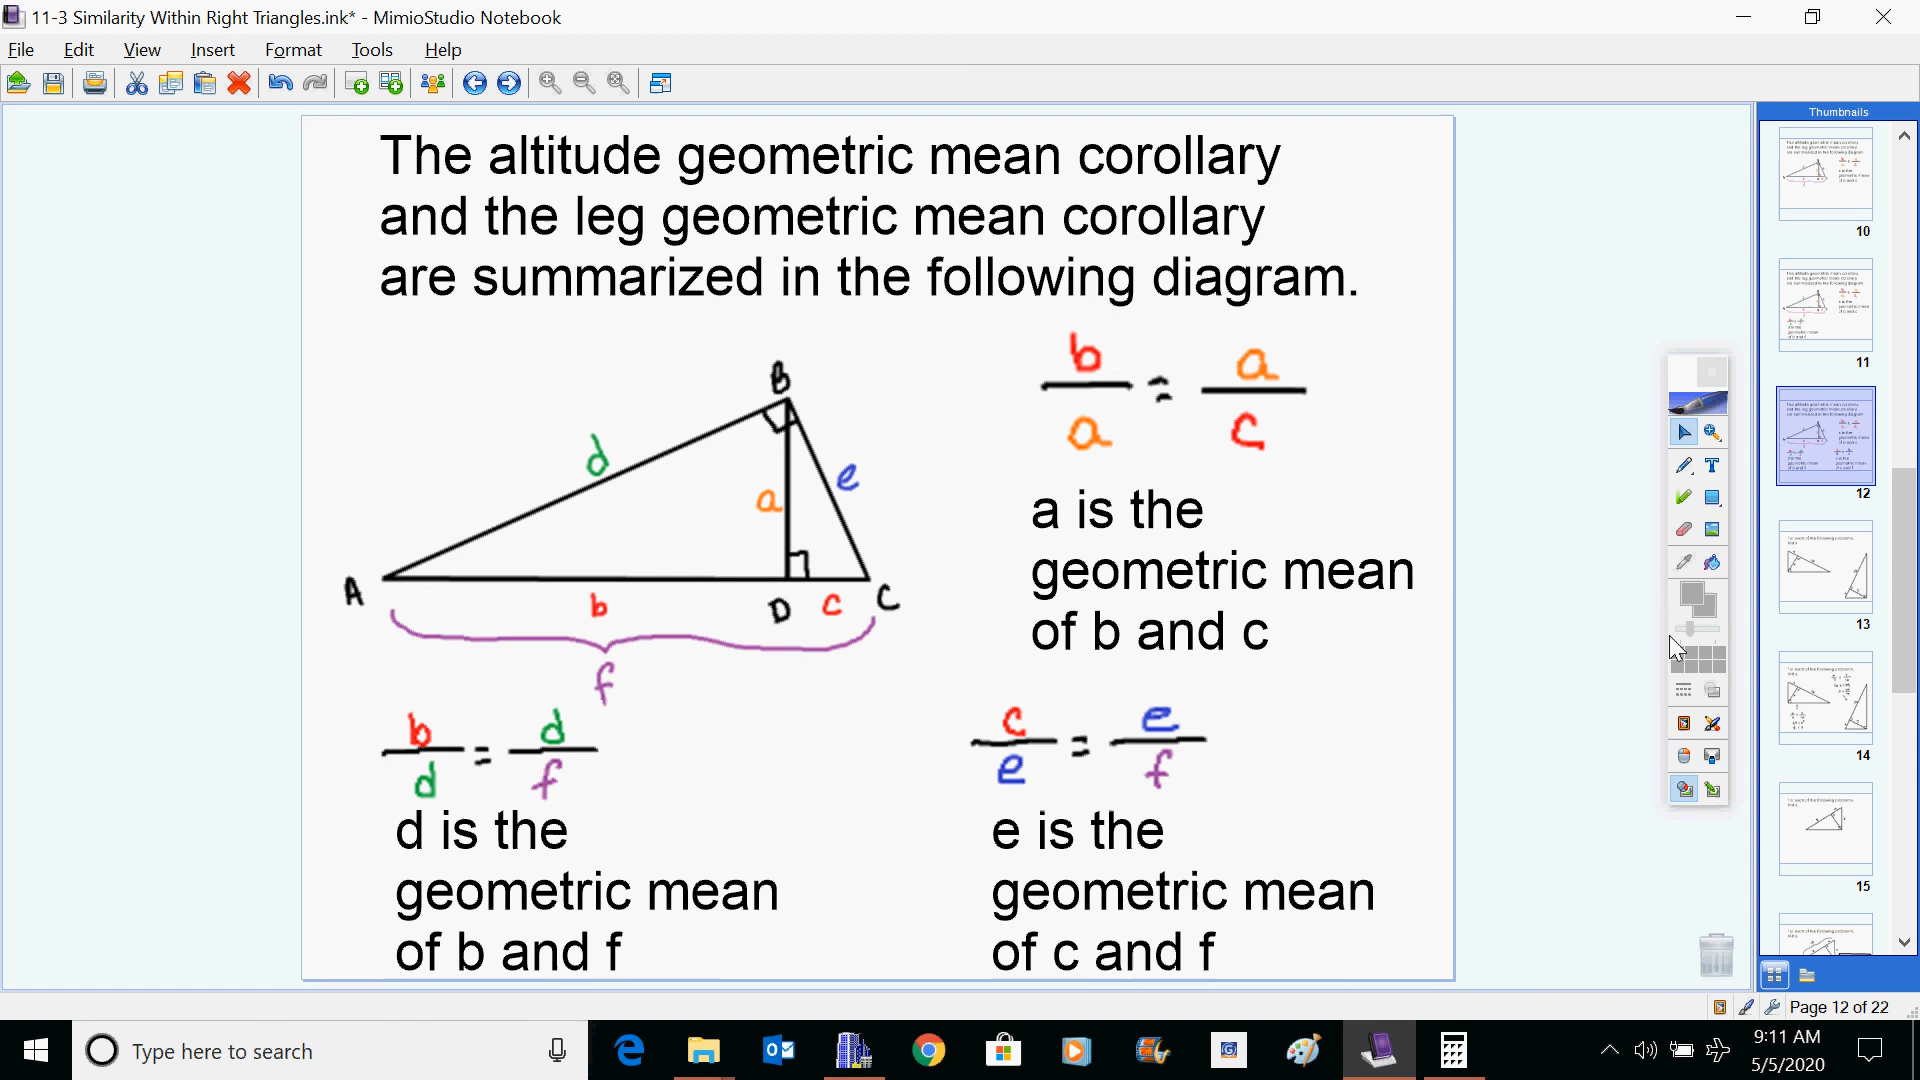 11-3 Similarity Within Right Triangles.ink* - MimioStudio Notebook
File Edit View Insert Format Tools Help
Thumbnails
The altitude geometric mean corollary
and the leg geometric mean corollary
are summarized in the following diagram.
B
d
e
a
A
b
D
c
C
f
b a
=
a c
a is the
geometric mean
of b and c
b d
=
d f
d is the
geometric mean
of b and f
c e
=
e f
e is the
geometric mean
of c and f
10
11
12
13
14
15
Page 12 of 22
Type here to search
9:11 AM
5/5/2020